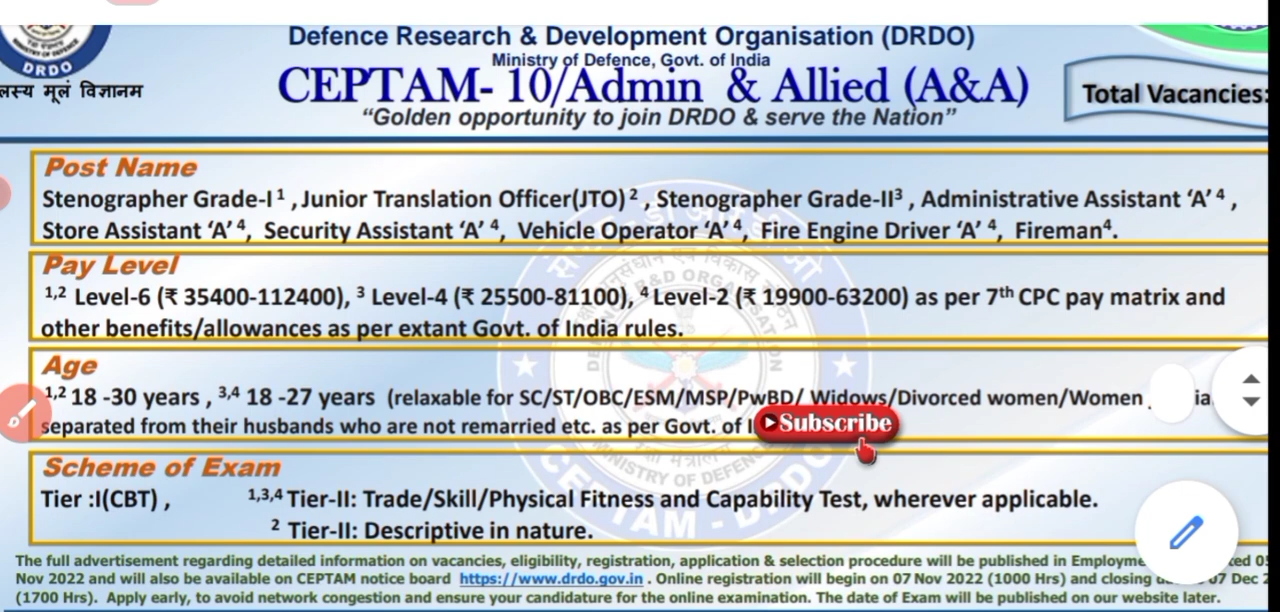 Defence Research & Development Organisation (DRDO)
Ministry of Defence, Govt. of India
DRDO
मूलं विज्ञानम
CEPTAM- 10/Admin & Allied (A&A)
Total Vacancies:
“Golden opportunity to join DRDO & serve the Nation”
Post Name
Stenographer Grade-I ¹ , Junior Translation Officer(JTO) ² , Stenographer Grade-II³ , Administrative Assistant ‘A’ ⁴ ,
Store Assistant ‘A’ ⁴, Security Assistant ‘A’ ⁴, Vehicle Operator ‘A’ ⁴, Fire Engine Driver ‘A’ ⁴, Fireman⁴.
Pay Level
¹,² Level-6 (₹ 35400-112400), ³ Level-4 (₹ 25500-81100), ⁴ Level-2 (₹ 19900-63200) as per 7ᵗʰ CPC pay matrix and
other benefits/allowances as per extant Govt. of India rules.
Age
¹,² 18 -30 years , ³,⁴ 18 -27 years (relaxable for SC/ST/OBC/ESM/MSP/PwBD/ Widows/Divorced women/Women
separated from their husbands who are not remarried etc. as per Govt. of
Subscribe
Scheme of Exam
Tier :I(CBT) , ¹,³,⁴ Tier-II: Trade/Skill/Physical Fitness and Capability Test, wherever applicable.
² Tier-II: Descriptive in nature.
MINISTRY OF DEFENCE
CEPTAM - DRDO
The full advertisement regarding detailed information on vacancies, eligibility, registration, application & selection procedure will be published in
Nov 2022 and will also be available on CEPTAM notice board https://www.drdo.gov.in . Online registration will begin on 07 Nov 2022 (1000 Hrs) and closing 07 Dec
(1700 Hrs). Apply early, to avoid network congestion and ensure your candidature for the online examination. The date of Exam will be published on our website later.